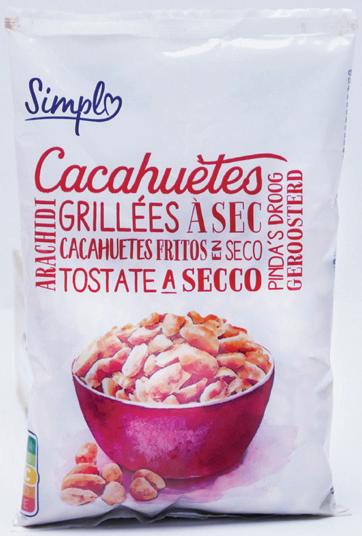 Simpl
Cacahuètes
GRILLÉES À SEC
CACAHUETES FRITOS EN SECO
ARACHIDI
TOSTATE A SECCO
PINDA'S DROOG
GEROOSTERD